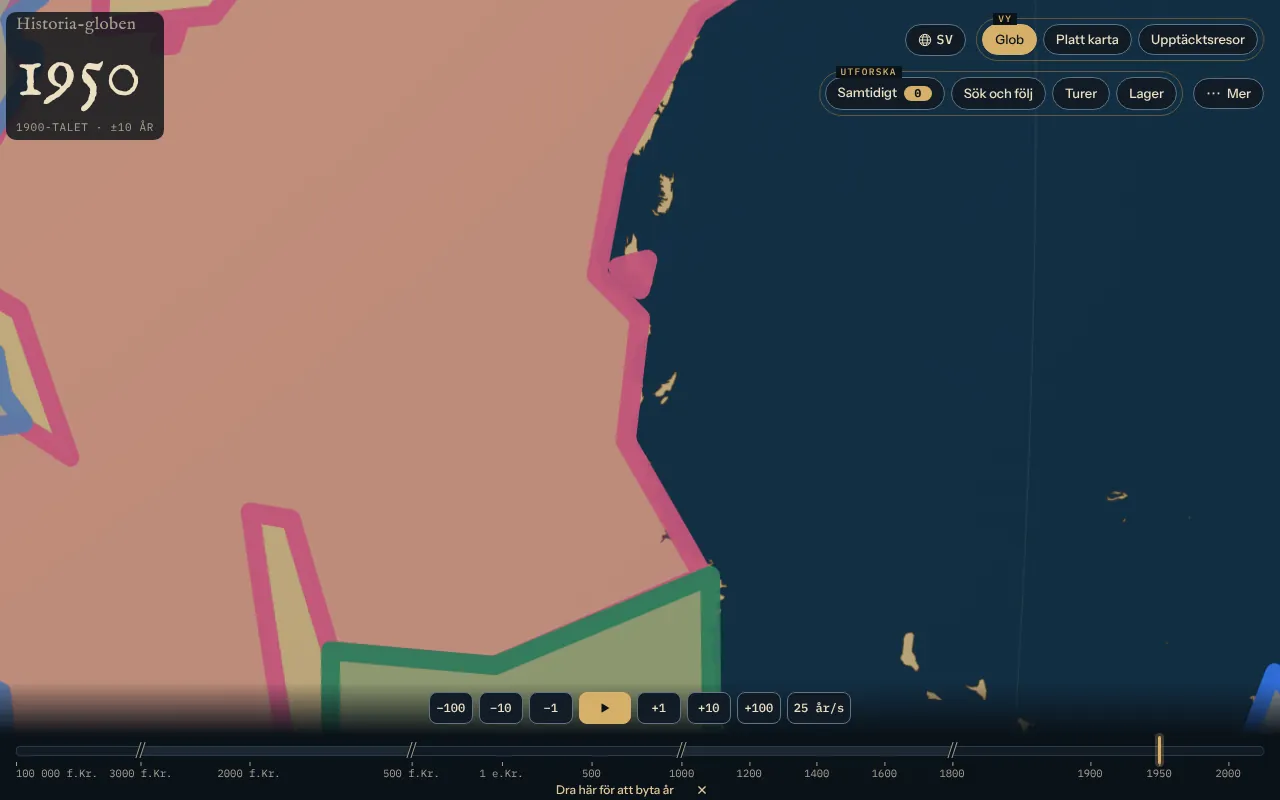 Historia-globen
1950
1900-TALET · ±10 ÅR
SV
VY
Glob
Platt karta
Upptäcktsresor
UTFORSKA
Samtidigt 0
Sök och följ
Turer
Lager
··· Mer
-100
-10
-1
+1
+10
+100
25 år/s
100 000 f.Kr.
3000 f.Kr.
2000 f.Kr.
500 f.Kr.
1 e.Kr.
500
1000
1200
1400
1600
1800
1900
1950
2000
Dra här för att byta år ✕